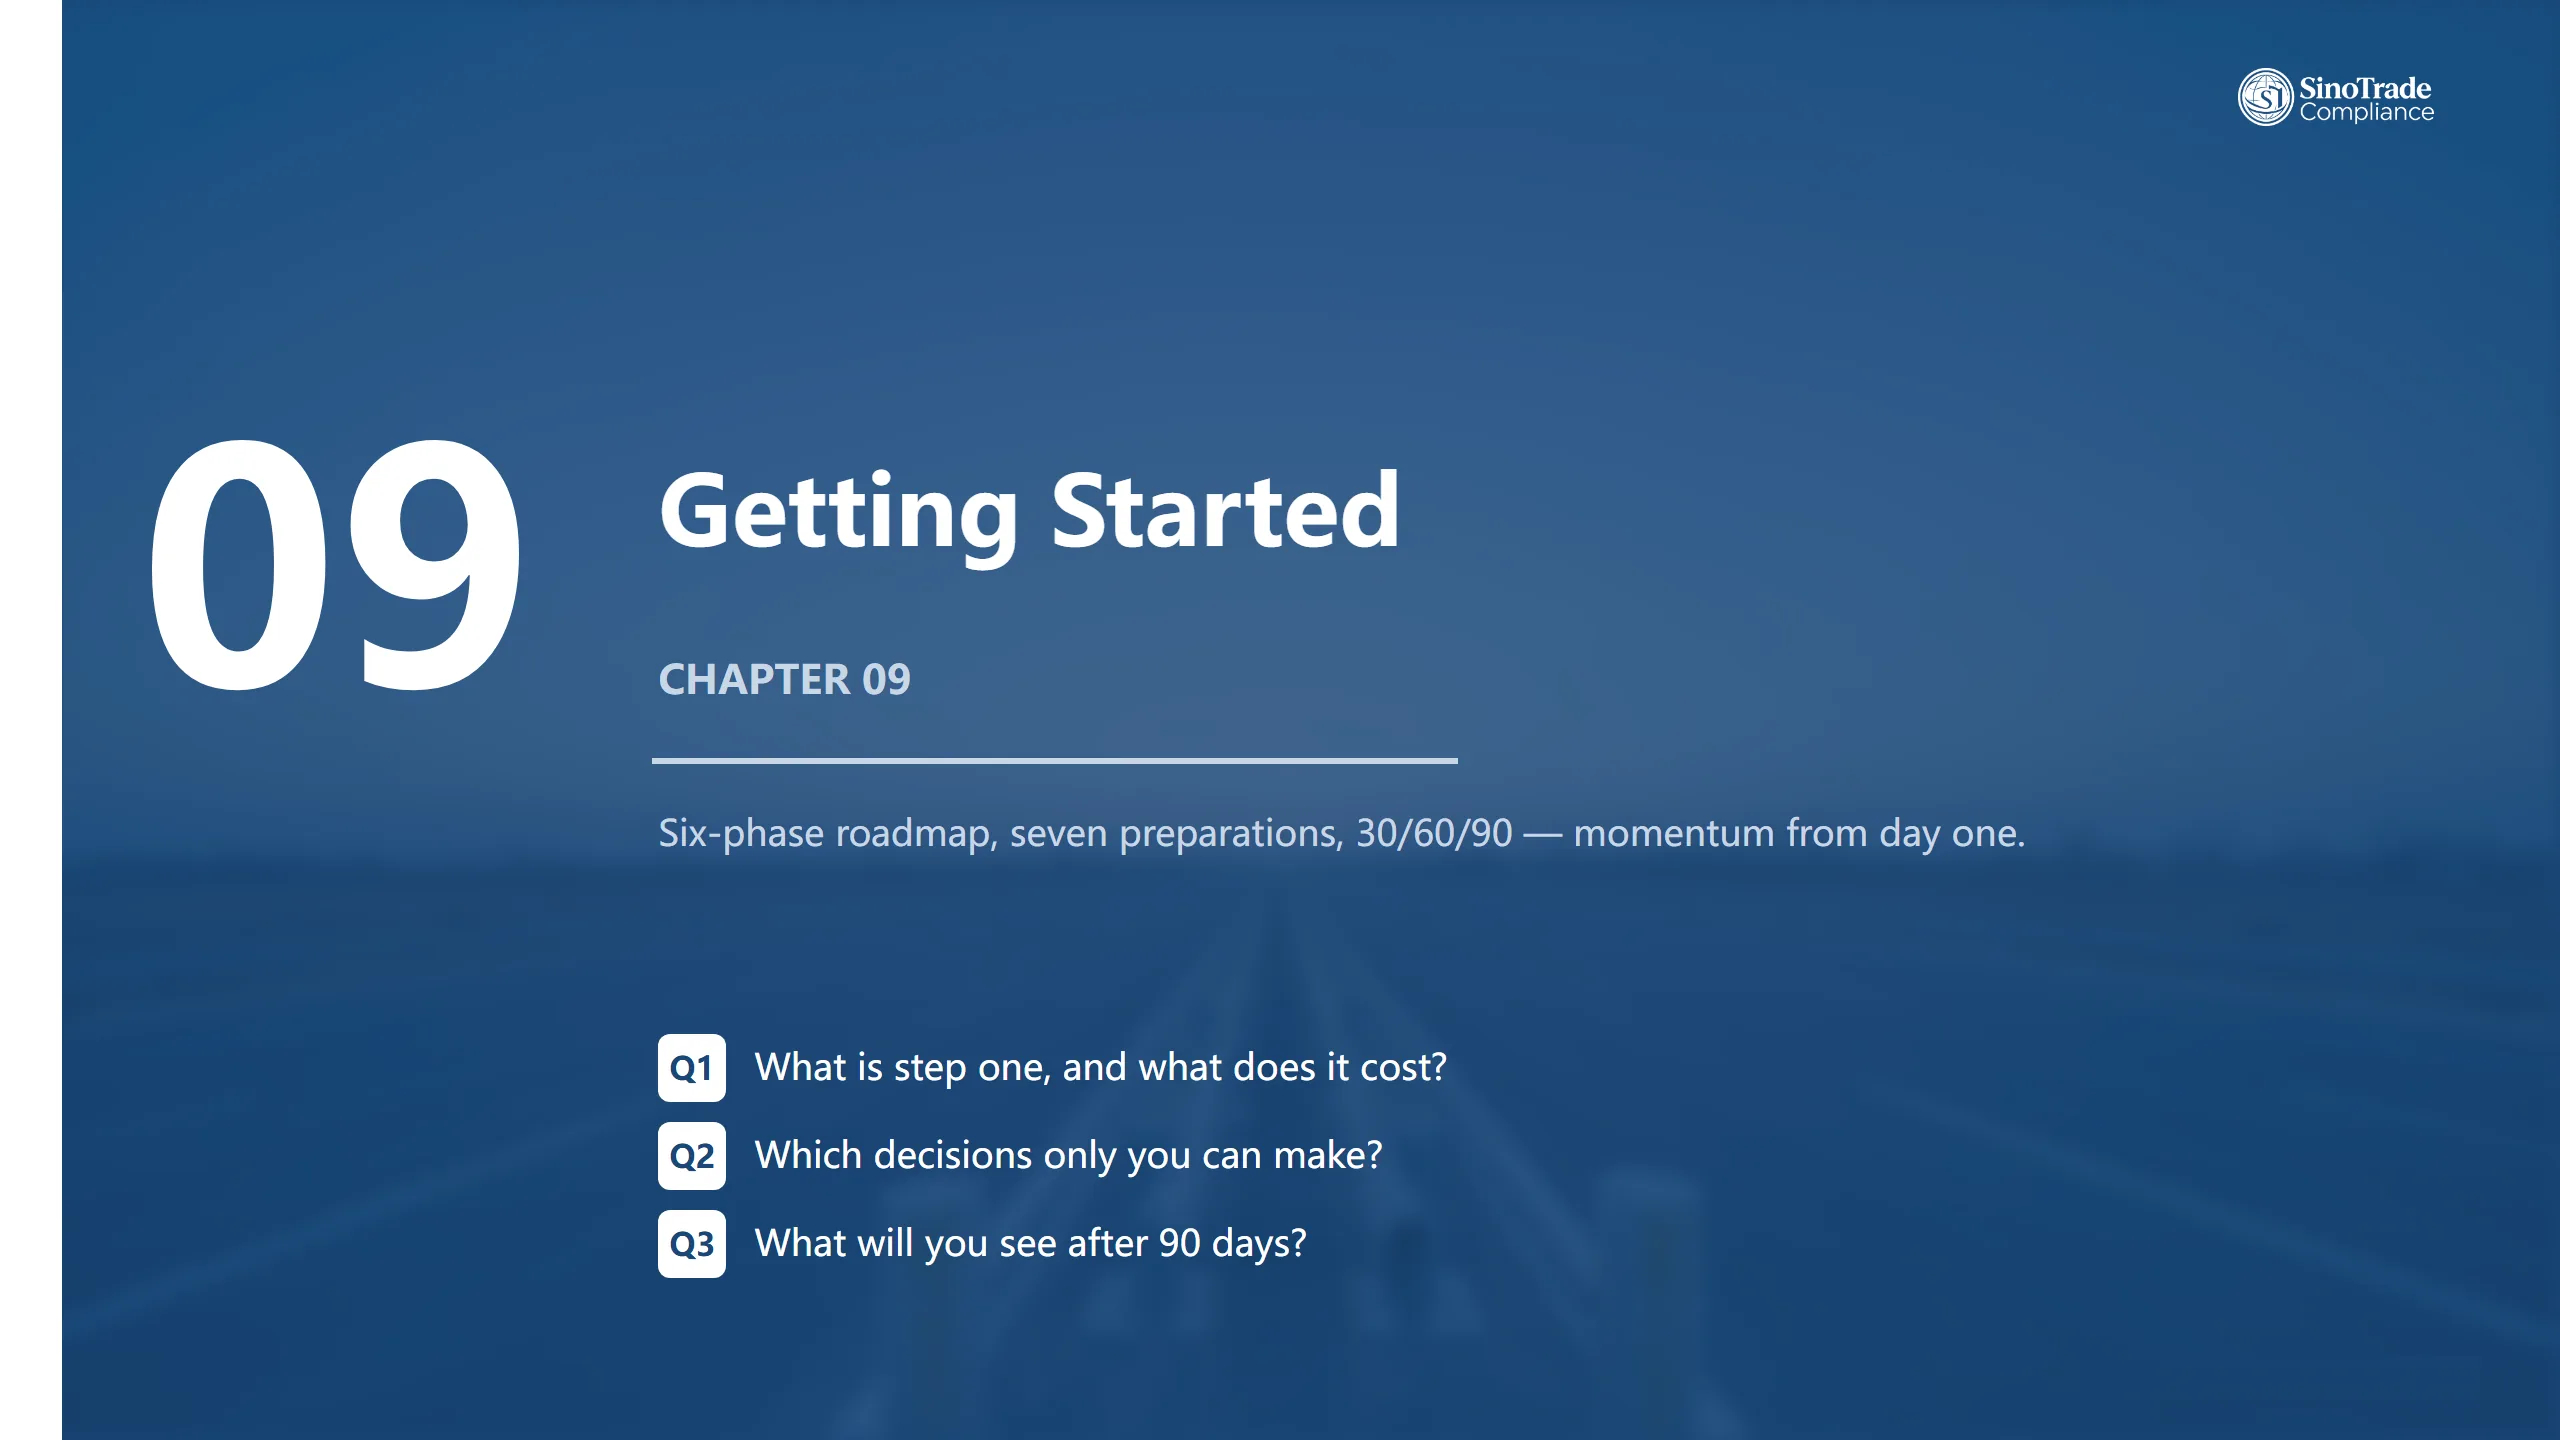 SinoTrade
Compliance
09
Getting Started
CHAPTER 09
Six-phase roadmap, seven preparations, 30/60/90 — momentum from day one.
Q1 What is step one, and what does it cost?
Q2 Which decisions only you can make?
Q3 What will you see after 90 days?